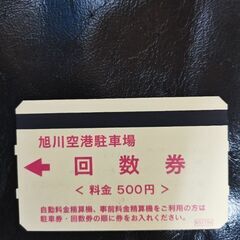 旭川空港駐車場
回数券
< 料金 500円 >
自動料金精算機、事前料金精算機をご利用の方は
駐車券・回数券の順に券をお入れください。